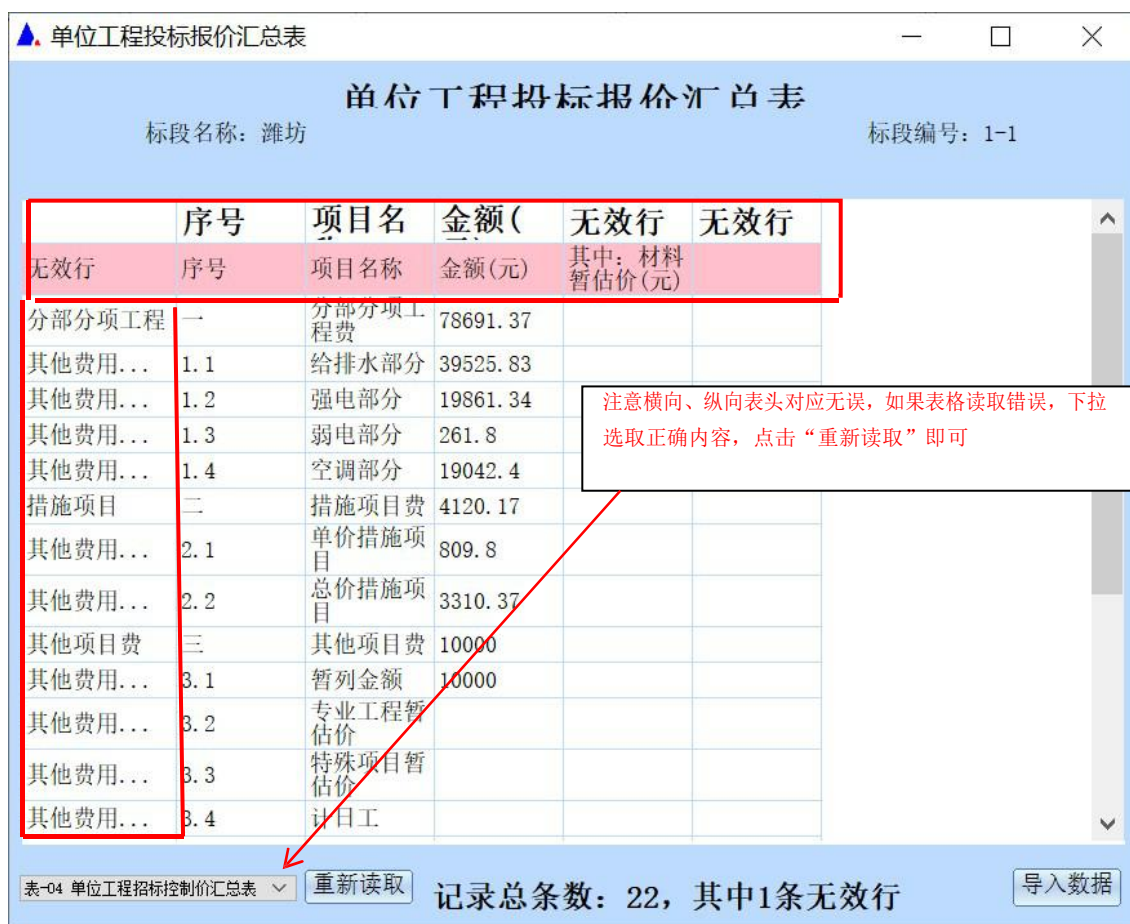 单位工程投标报价汇总表
单位工程投标报价汇总表
标段名称：潍坊 标段编号：1-1
序号 项目名 金额( 无效行 无效行
无效行 序号 项目名称 金额(元) 其中：材料
暂估价(元)
分部分项工程 一 分部分项工
程费 78691.37
其他费用... 1.1 给排水部分 39525.83
其他费用... 1.2 强电部分 19861.34
其他费用... 1.3 弱电部分 261.8
其他费用... 1.4 空调部分 19042.4
措施项目 二 措施项目费 4120.17
其他费用... 2.1 单价措施项
目 809.8
其他费用... 2.2 总价措施项
目 3310.37
其他项目费 三 其他项目费 10000
其他费用... 3.1 暂列金额 10000
其他费用... 3.2 专业工程暂
估价
其他费用... 3.3 特殊项目暂
估价
其他费用... 3.4 计日工
注意横向、纵向表头对应无误，如果表格读取错误，下拉
选取正确内容，点击“重新读取”即可
表-04 单位工程招标控制价汇总表 重新读取 记录总条数：22，其中1条无效行 导入数据